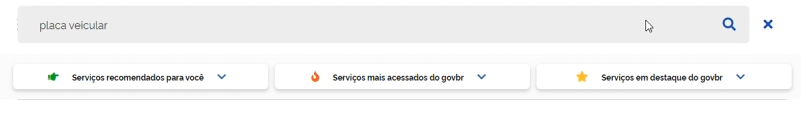 placa veicular
Serviços recomendados para você
Serviços mais acessados do govbr
Serviços em destaque do govbr